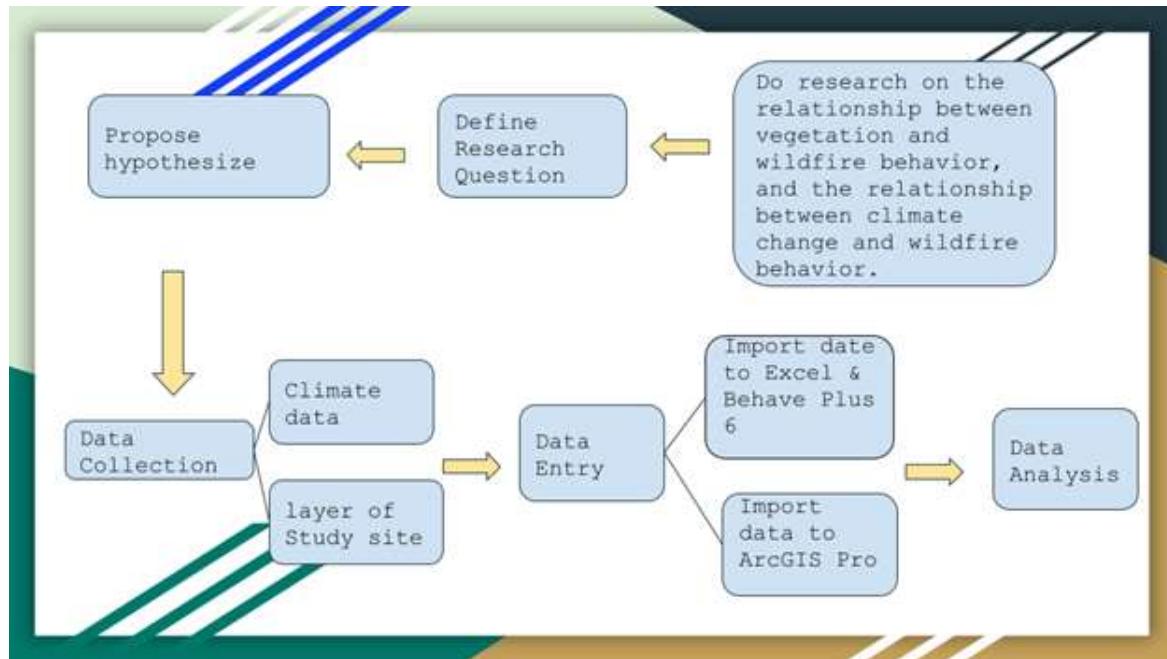 Do research on the
relationship between
vegetation and
wildfire behavior,
and the relationship
between climate
change and wildfire
behavior.
Define
Research
Question
Propose
hypothesize
Data
Collection
Climate
data
layer of
Study site
Data
Entry
Import date
to Excel &
Behave Plus
6
Import
data to
ArcGIS Pro
Data
Analysis